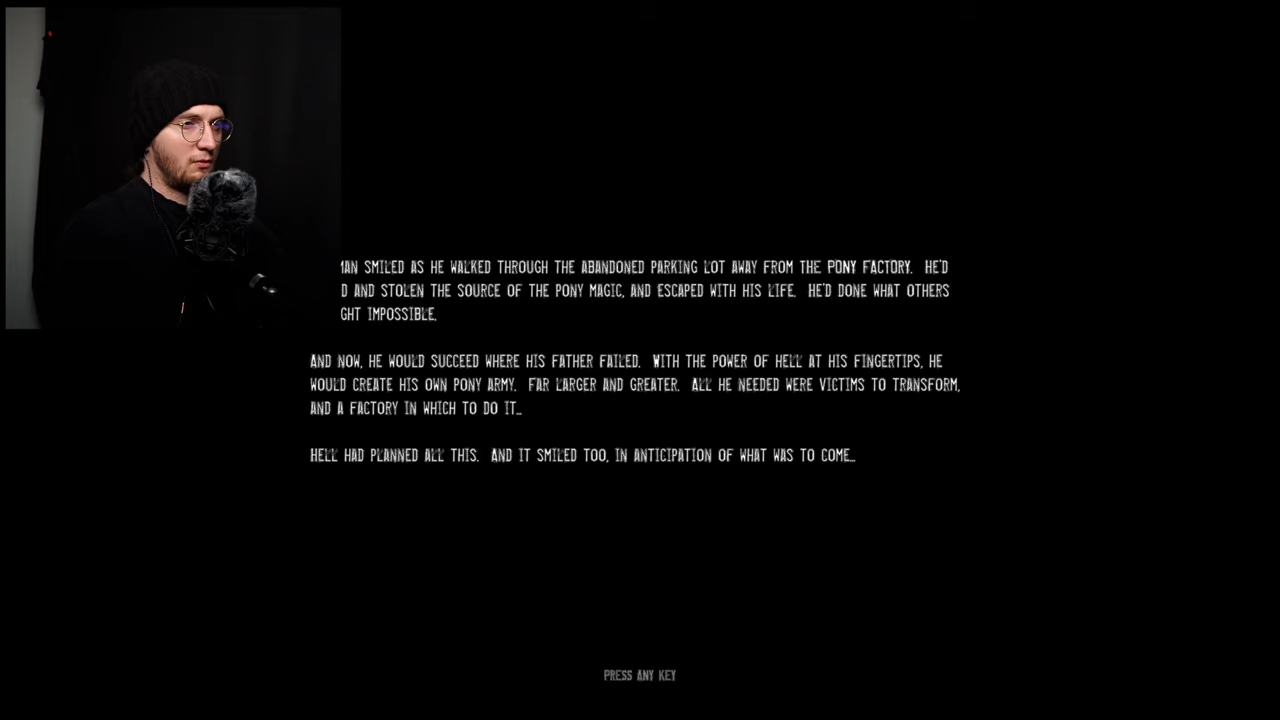 SMILED AS HE WALKED THROUGH THE ABANDONED PARKING LOT AWAY FROM THE PONY FACTORY. HE'D
AND STOLEN THE SOURCE OF THE PONY MAGIC, AND ESCAPED WITH HIS LIFE. HE'D DONE WHAT OTHERS
IMPOSSIBLE.
AND NOW, HE WOULD SUCCEED WHERE HIS FATHER FAILED. WITH THE POWER OF HELL AT HIS FINGERTIPS, HE
WOULD CREATE HIS OWN PONY ARMY. FAR LARGER AND GREATER. ALL HE NEEDED WERE VICTIMS TO TRANSFORM,
AND A FACTORY IN WHICH TO DO IT...
HELL HAD PLANNED ALL THIS. AND IT SMILED TOO, IN ANTICIPATION OF WHAT WAS TO COME...
PRESS ANY KEY